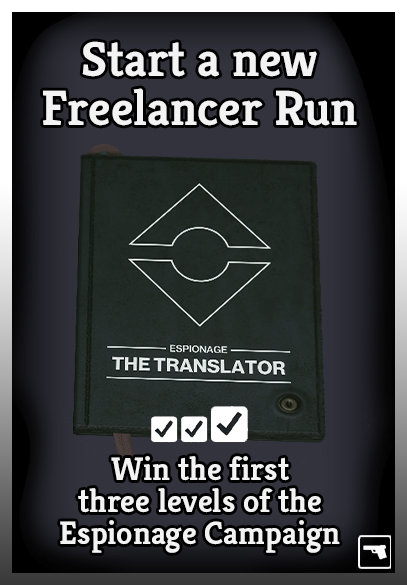 Start a new
Freelancer Run
ESPIONAGE
THE TRANSLATOR
Win the first
three levels of the
Espionage Campaign